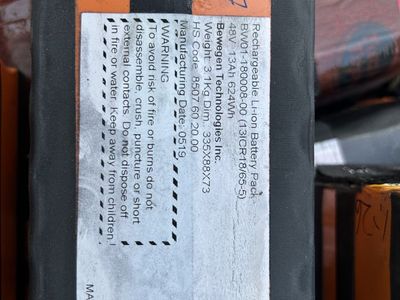 Rechargeable Li-ion Battery Pack
BW01-180008-00 (13ICR18/65-5)
48V 13Ah 624Wh
Bewegen Technologies Inc.
Weight: 3.1Kg Dim.: 335X88X73
HS Code: 8507.60.20.00
Manufacturing Date: 0519
WARNING
To avoid risk of fire or burns do not
disassemble, crush, puncture or short
external contacts. Do not dispose off
in fire or water. Keep away from children!
MA